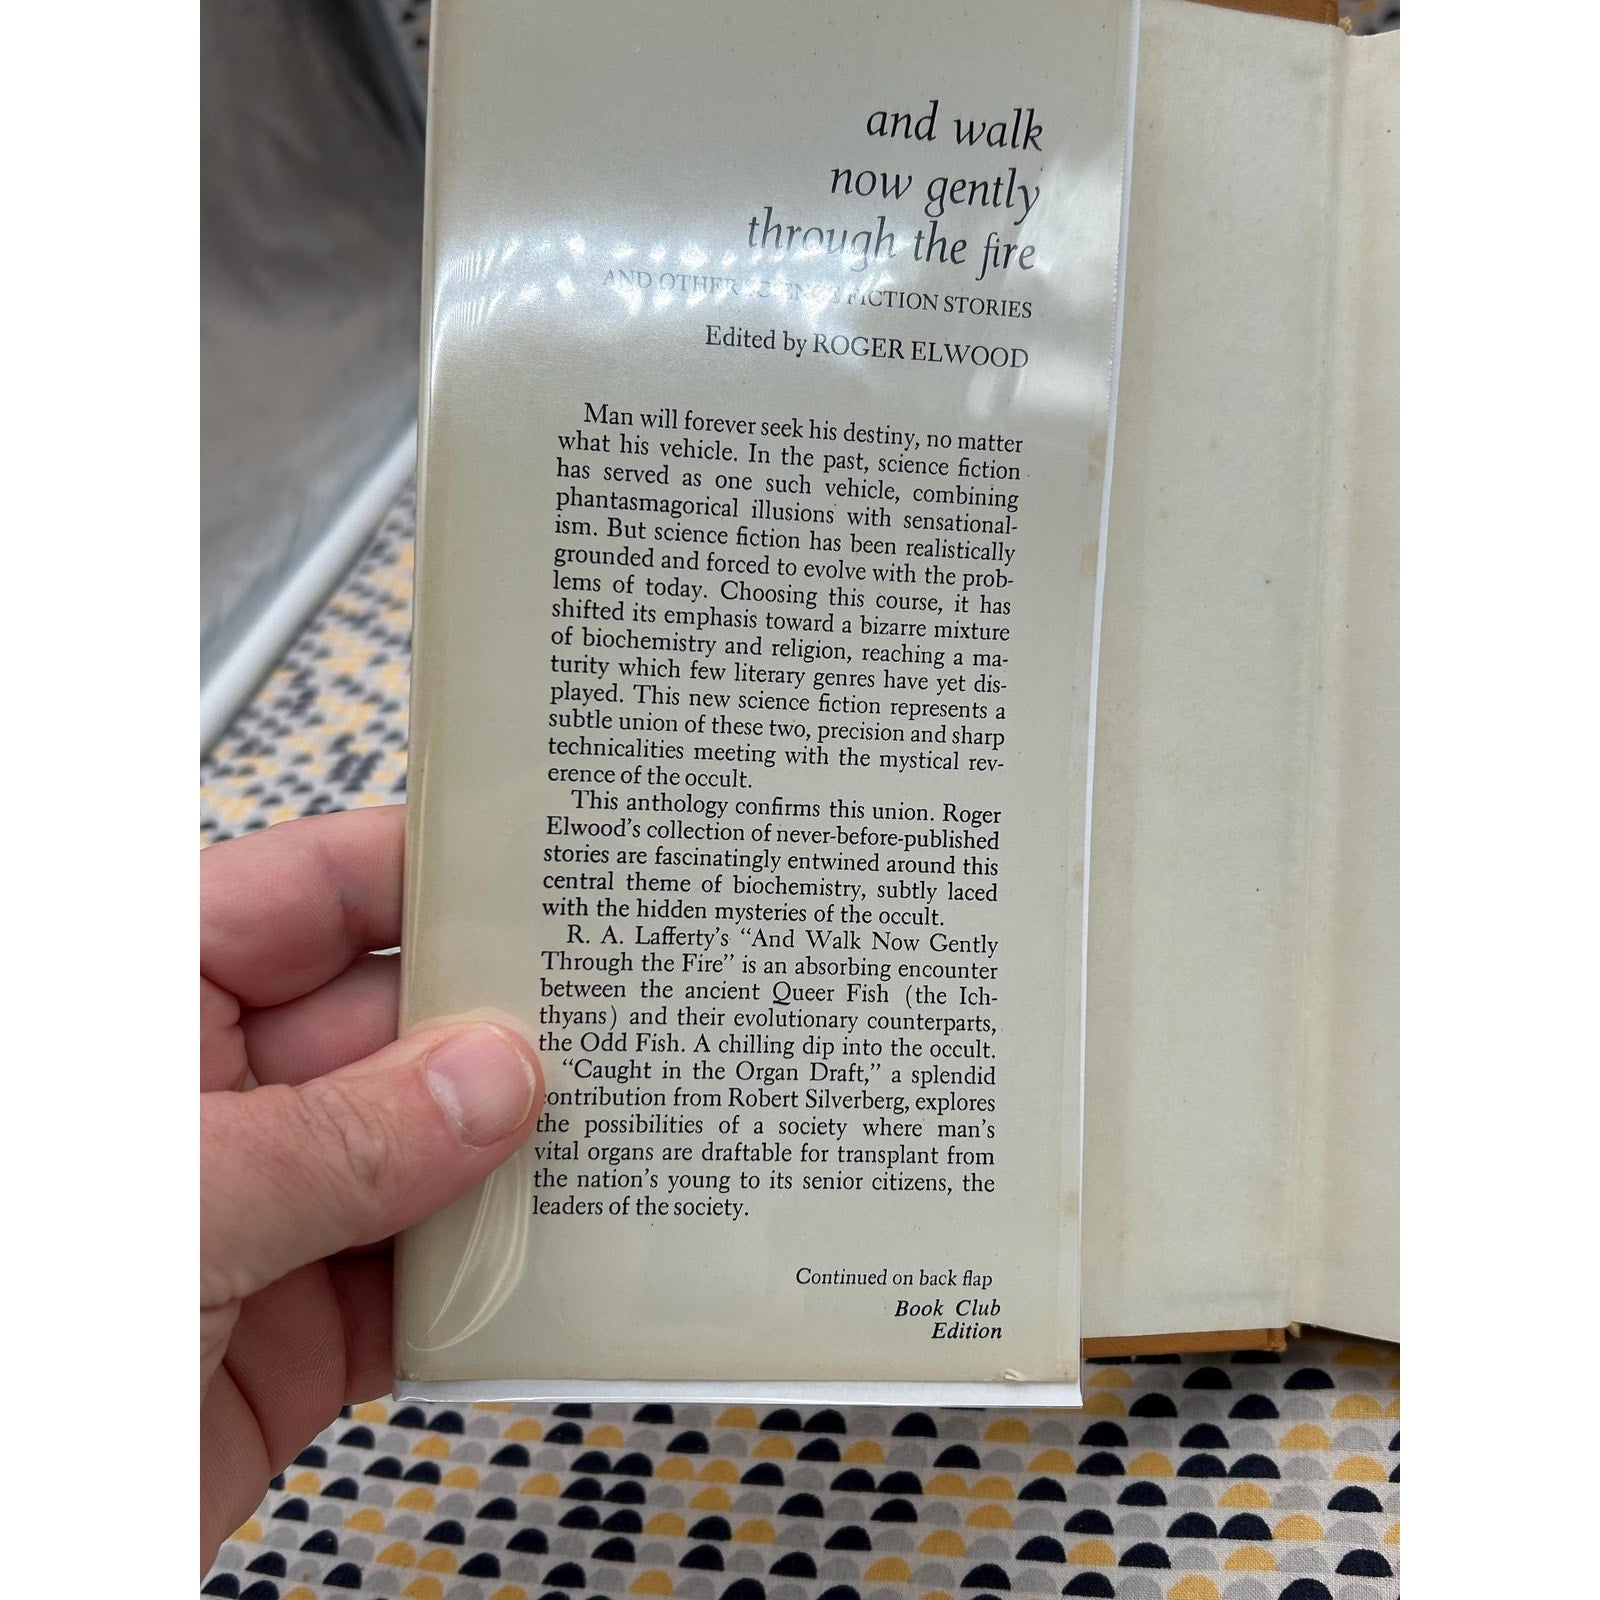 and walk
now gently
through the fire
AND OTHER SCIENCE FICTION STORIES
Edited by ROGER ELWOOD
Man will forever seek his destiny, no matter
what his vehicle. In the past, science fiction
has served as one such vehicle, combining
phantasmagorical illusions with sensational-
ism. But science fiction has been realistically
grounded and forced to evolve with the prob-
lems of today. Choosing this course, it has
shifted its emphasis toward a bizarre mixture
of biochemistry and religion, reaching a ma-
turity which few literary genres have yet dis-
played. This new science fiction represents a
subtle union of these two, precision and sharp
technicalities meeting with the mystical rev-
erence of the occult.
This anthology confirms this union. Roger
Elwood's collection of never-before-published
stories are fascinatingly entwined around this
central theme of biochemistry, subtly laced
with the hidden mysteries of the occult.
R. A. Lafferty's "And Walk Now Gently
Through the Fire" is an absorbing encounter
between the ancient Queer Fish (the Ich-
thyans) and their evolutionary counterparts,
the Odd Fish. A chilling dip into the occult.
"Caught in the Organ Draft," a splendid
contribution from Robert Silverberg, explores
the possibilities of a society where man's
vital organs are draftable for transplant from
the nation's young to its senior citizens, the
leaders of the society.
Continued on back flap
Book Club
Edition